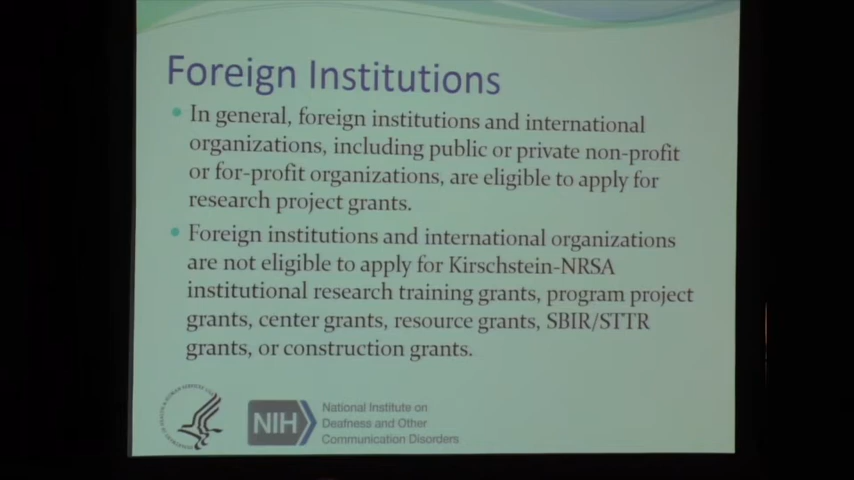 Foreign Institutions
• In general, foreign institutions and international
organizations, including public or private non-profit
or for-profit organizations, are eligible to apply for
research project grants.
• Foreign institutions and international organizations
are not eligible to apply for Kirschstein-NRSA
institutional research training grants, program project
grants, center grants, resource grants, SBIR/STTR
grants, or construction grants.
NIH
National Institute on
Deafness and Other
Communication Disorders